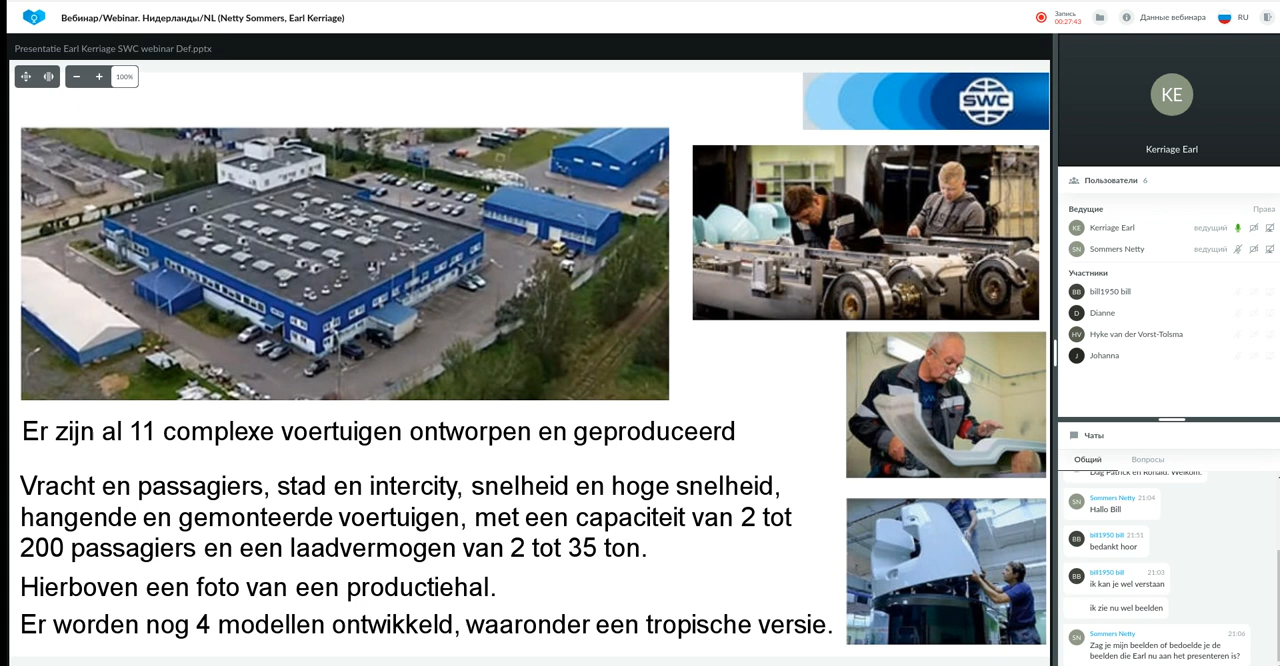 Вебинар/Webinar. Нидерланды/NL (Netty Sommers, Earl Kerriage)
Запись
00:27:43
Данные вебинара
RU
Presentatie Earl Kerriage SWC webinar Def.pptx
100%
SWC
Er zijn al 11 complexe voertuigen ontworpen en geproduceerd
Vracht en passagiers, stad en intercity, snelheid en hoge snelheid,
hangende en gemonteerde voertuigen, met een capaciteit van 2 tot
200 passagiers en een laadvermogen van 2 tot 35 ton.
Hierboven een foto van een productiehal.
Er worden nog 4 modellen ontwikkeld, waaronder een tropische versie.
KE
Kerriage Earl
Пользователи 6
Ведущие Права
KE Kerriage Earl ведущий
SN Sommers Netty ведущий
Участники
BB bill1950 bill
D Dianne
HV Hyke van der Vorst-Tolsma
J Johanna
Чаты
Общий Вопросы
Dag Patrick en Ronald. Welkom.
SN Sommers Netty 21:04
Hallo Bill
BB bill1950 bill 21:51
bedankt hoor
BB bill1950 bill 21:03
ik kan je wel verstaan
ik zie nu wel beelden
SN Sommers Netty 21:06
Zag je mijn beelden of bedoelde je de
beelden die Earl nu aan het presenteren is?